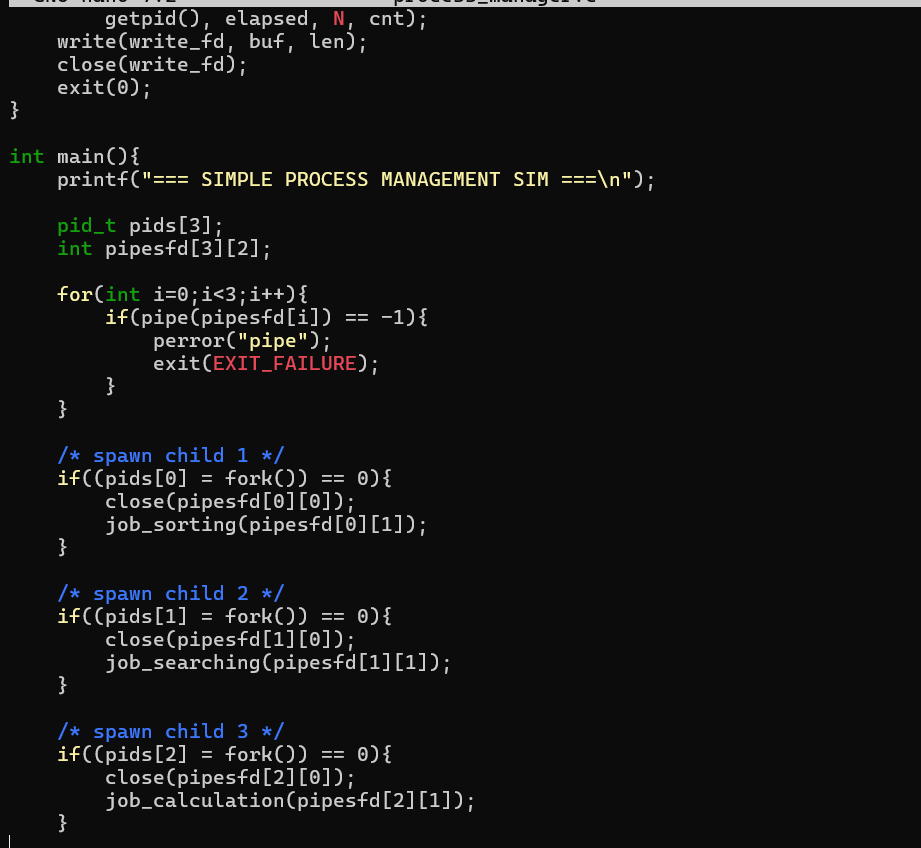 getpid(), elapsed, N, cnt);
    write(write_fd, buf, len);
    close(write_fd);
    exit(0);
}

int main(){
    printf("=== SIMPLE PROCESS MANAGEMENT SIM ===\n");

    pid_t pids[3];
    int pipesfd[3][2];

    for(int i=0;i<3;i++){
        if(pipe(pipesfd[i]) == -1){
            perror("pipe");
            exit(EXIT_FAILURE);
        }
    }

    /* spawn child 1 */
    if((pids[0] = fork()) == 0){
        close(pipesfd[0][0]);
        job_sorting(pipesfd[0][1]);
    }

    /* spawn child 2 */
    if((pids[1] = fork()) == 0){
        close(pipesfd[1][0]);
        job_searching(pipesfd[1][1]);
    }

    /* spawn child 3 */
    if((pids[2] = fork()) == 0){
        close(pipesfd[2][0]);
        job_calculation(pipesfd[2][1]);
    }